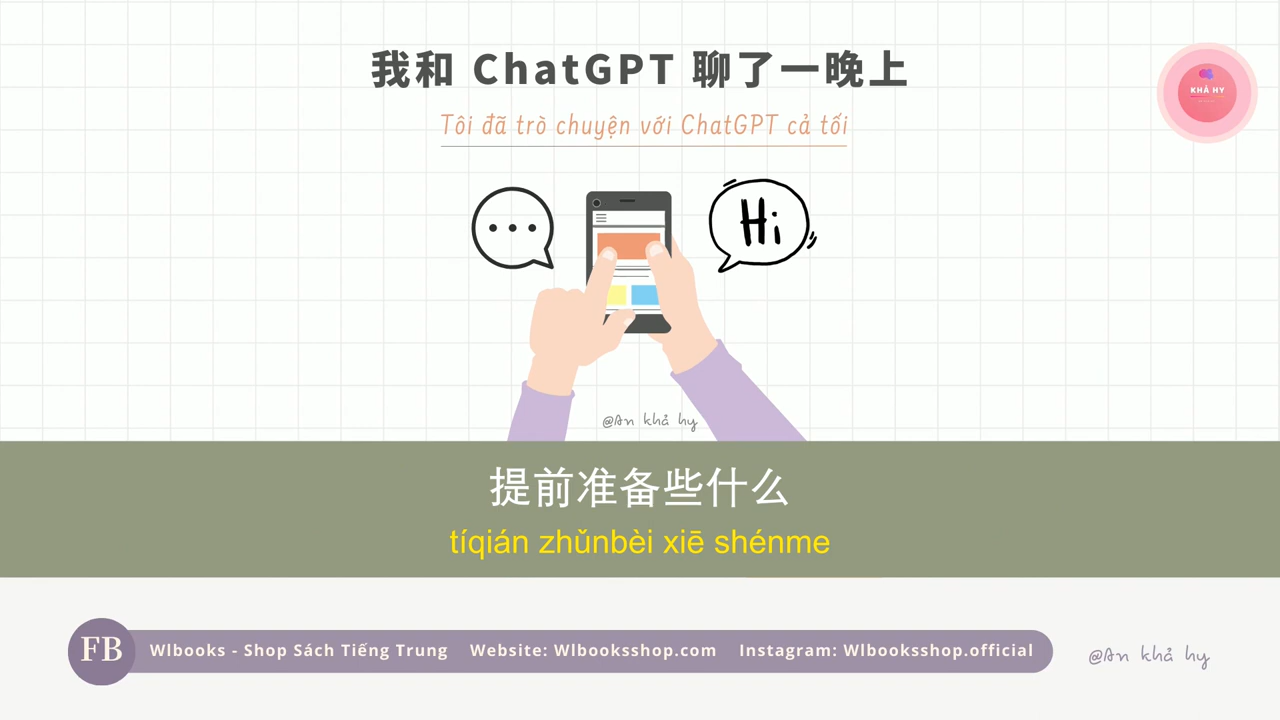 我和 ChatGPT 聊了一晚上
Tôi đã trò chuyện với ChatGPT cả tối
KHẢ HY
Hi
@An khả hy
提前准备些什么
tíqián zhǔnbèi xiē shénme
FB
Wlbooks - Shop Sách Tiếng Trung Website: Wlbooksshop.com Instagram: Wlbooksshop.official
@An khả hy